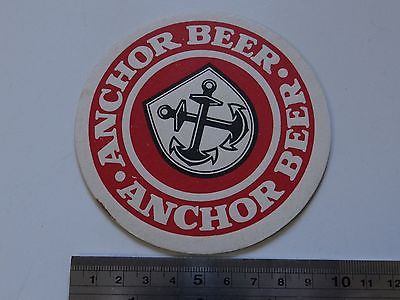 ANCHOR BEER · ANCHOR BEER ·
1 2 3 4 5 6 7 8 9 10 11 12